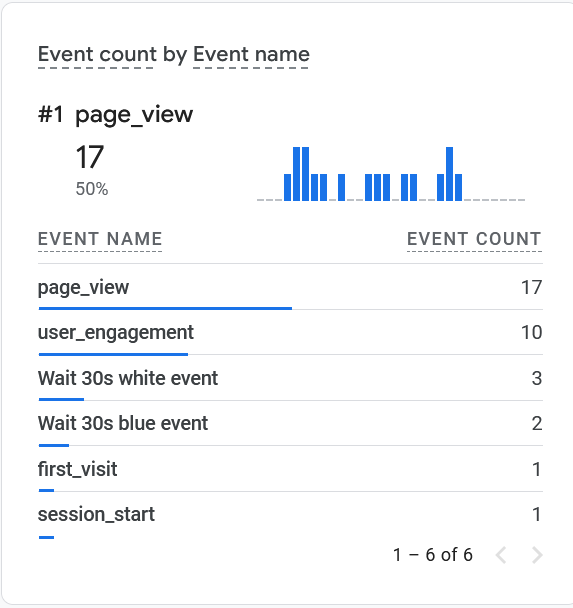 Event count by Event name
#1 page_view
17
50%
EVENT NAME EVENT COUNT
page_view 17
user_engagement 10
Wait 30s white event 3
Wait 30s blue event 2
first_visit 1
session_start 1
1 – 6 of 6